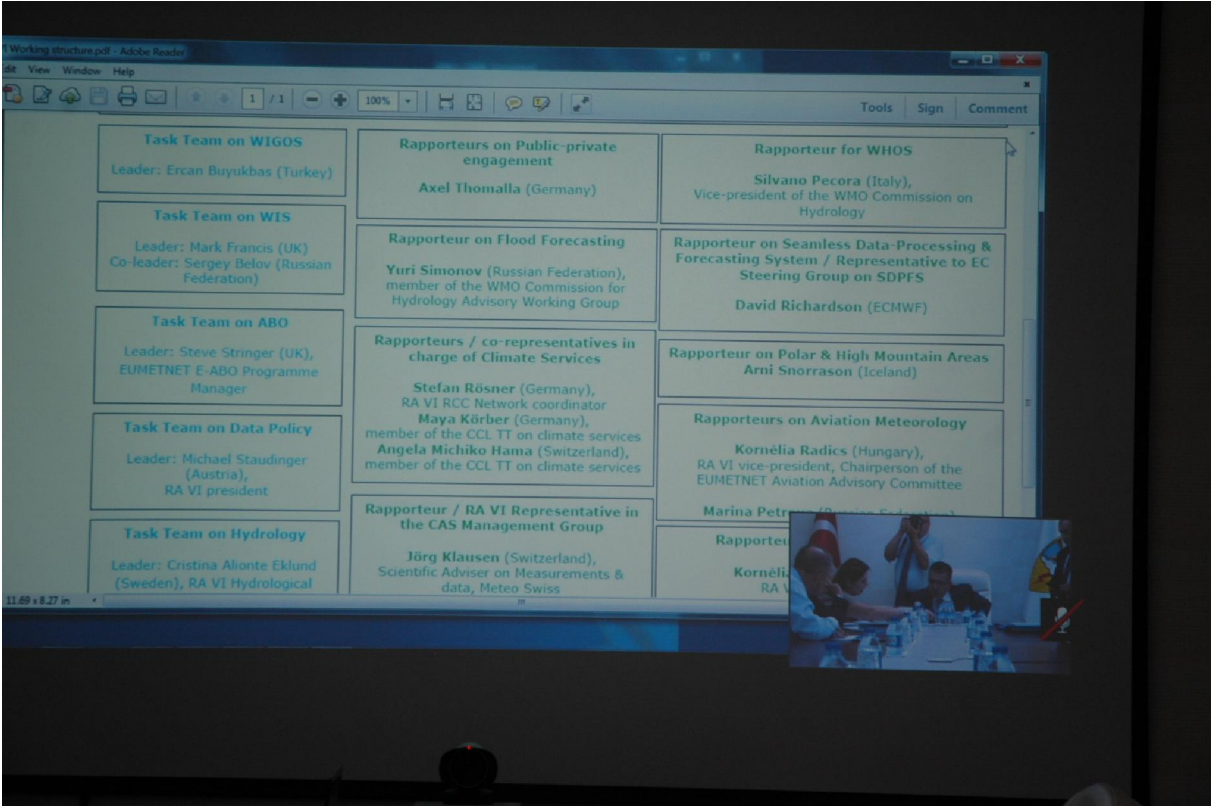 VI Working structure.pdf - Adobe Reader
Edit View Window Help
1 / 1
100%
Tools Sign Comment
Task Team on WIGOS
Leader: Ercan Buyukbas (Turkey)
Task Team on WIS
Leader: Mark Francis (UK)
Co-leader: Sergey Belov (Russian
Federation)
Task Team on ABO
Leader: Steve Stringer (UK),
EUMETNET E-ABO Programme
Manager
Task Team on Data Policy
Leader: Michael Staudinger
(Austria),
RA VI president
Task Team on Hydrology
Leader: Cristina Alionte Eklund
(Sweden), RA VI Hydrological
Rapporteurs on Public-private
engagement
Axel Thomalla (Germany)
Rapporteur on Flood Forecasting
Yuri Simonov (Russian Federation),
member of the WMO Commission for
Hydrology Advisory Working Group
Rapporteurs / co-representatives in
charge of Climate Services
Stefan Rösner (Germany),
RA VI RCC Network coordinator
Maya Körber (Germany),
member of the CCL TT on climate services
Angela Michiko Hama (Switzerland),
member of the CCL TT on climate services
Rapporteur / RA VI Representative in
the CAS Management Group
Jörg Klausen (Switzerland),
Scientific Adviser on Measurements &
data, Meteo Swiss
Rapporteur for WHOS
Silvano Pecora (Italy),
Vice-president of the WMO Commission on
Hydrology
Rapporteur on Seamless Data-Processing &
Forecasting System / Representative to EC
Steering Group on SDPFS
David Richardson (ECMWF)
Rapporteur on Polar & High Mountain Areas
Arni Snorrason (Iceland)
Rapporteurs on Aviation Meteorology
Kornélia Radics (Hungary),
RA VI vice-president, Chairperson of the
EUMETNET Aviation Advisory Committee
Marina Petrova (Russian Federation)
Rapporteu
Kornéli
RA V
11.69 x 8.27 in